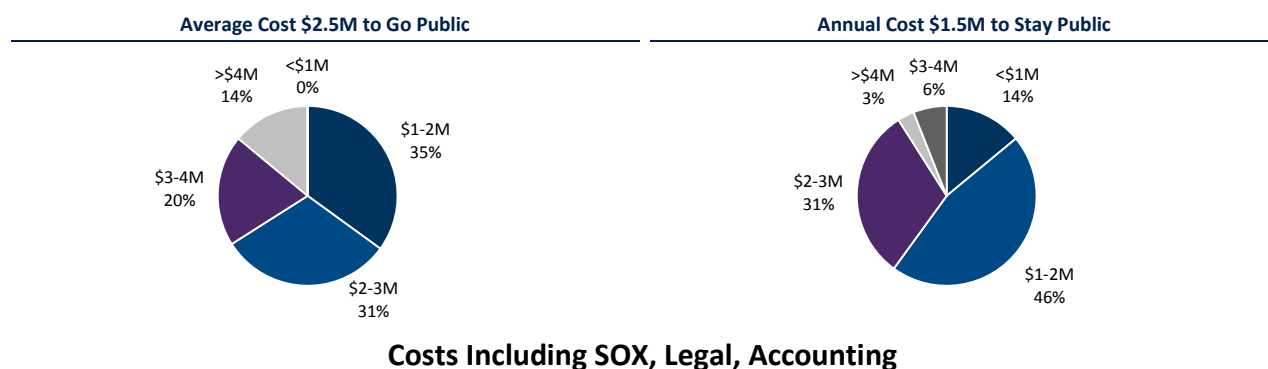 Average Cost $2.5M to Go Public
<$1M
0%
>$4M
14%
$1-2M
35%
$3-4M
20%
$2-3M
31%
Annual Cost $1.5M to Stay Public
$3-4M
6%
>$4M
3%
<$1M
14%
$2-3M
31%
$1-2M
46%
Costs Including SOX, Legal, Accounting